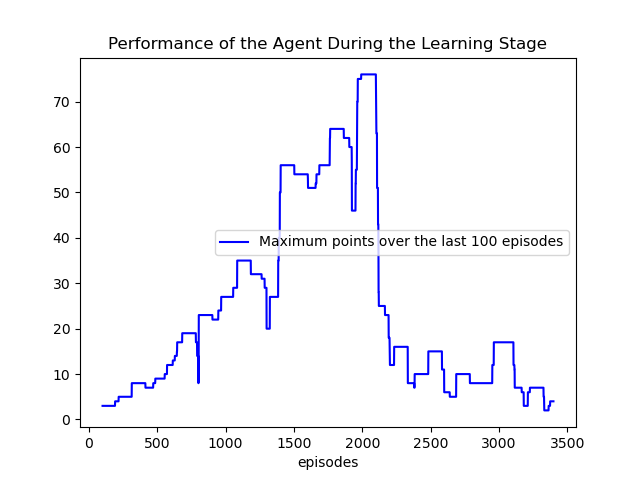 Performance of the Agent During the Learning Stage
70
60
50
40
30
20
10
0
Maximum points over the last 100 episodes
0 500 1000 1500 2000 2500 3000 3500
episodes